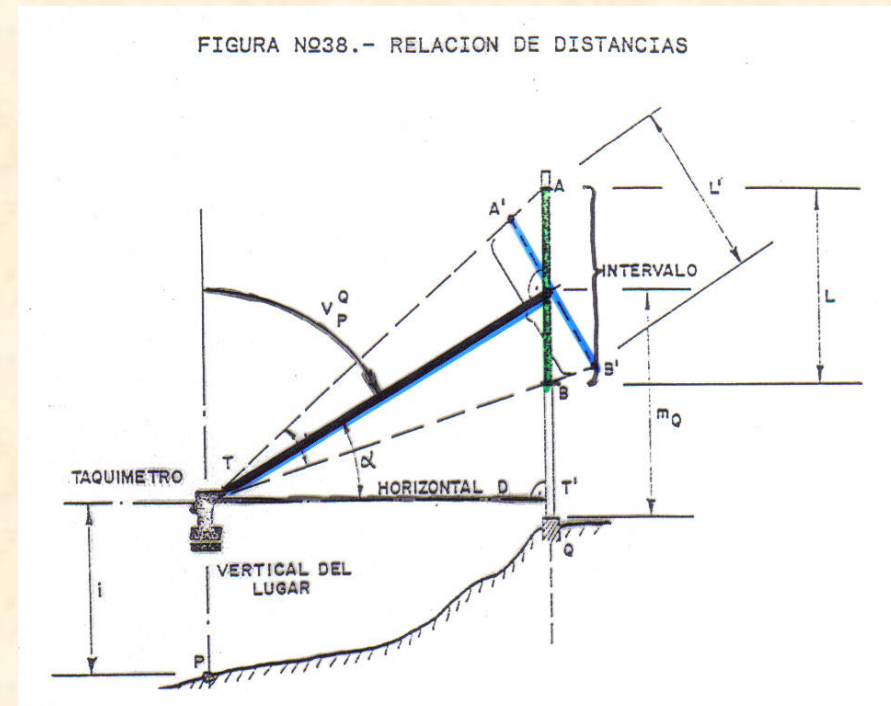 FIGURA Nº38.- RELACION DE DISTANCIAS
A
A'
L'
INTERVALO
L
V P Q
B'
B
m Q
T
α
TAQUIMETRO
HORIZONTAL D
T'
Q
VERTICAL DEL
LUGAR
i
P